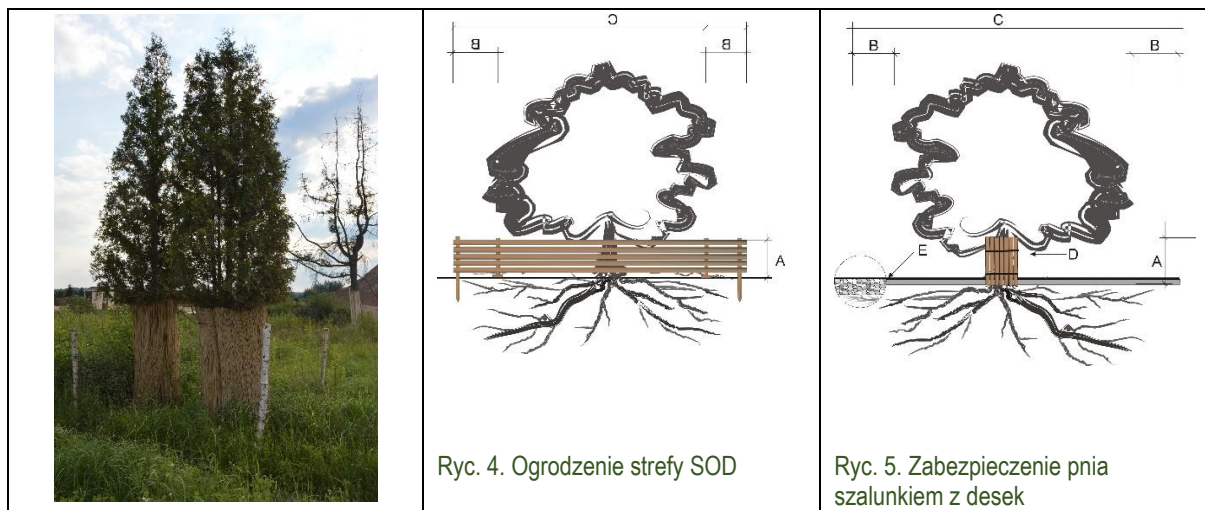 C
B B
A
Ryc. 4. Ogrodzenie strefy SOD
C
B B
E
D
A
Ryc. 5. Zabezpieczenie pnia
szalunkiem z desek